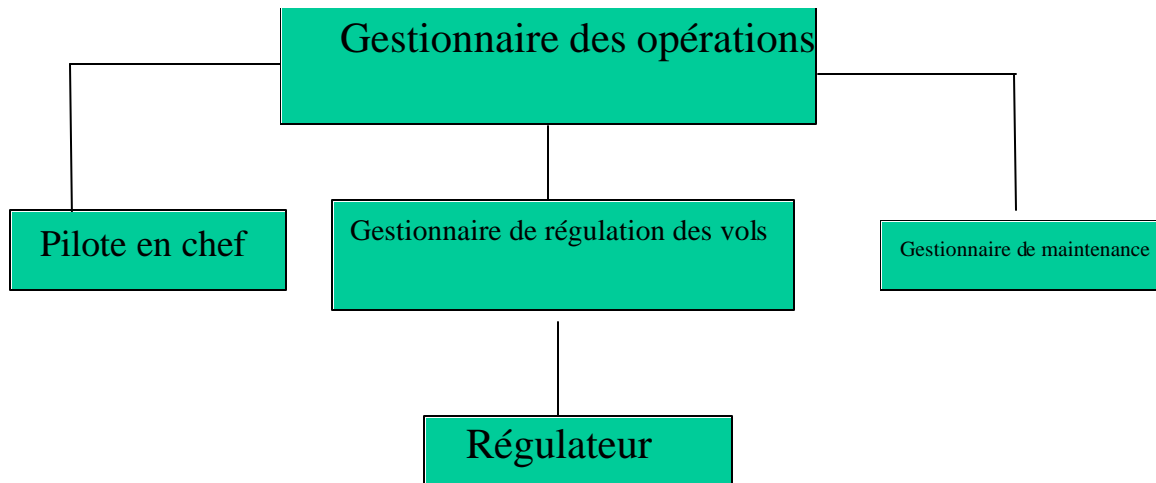 Gestionnaire des opérations
Pilote en chef
Gestionnaire de régulation des vols
Gestionnaire de maintenance
Régulateur